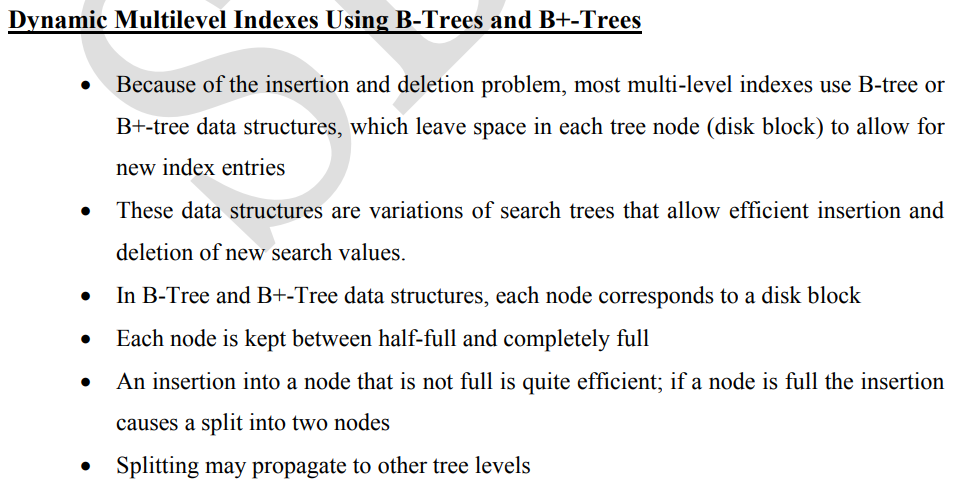 Dynamic Multilevel Indexes Using B-Trees and B+-Trees
• Because of the insertion and deletion problem, most multi-level indexes use B-tree or
B+-tree data structures, which leave space in each tree node (disk block) to allow for
new index entries
• These data structures are variations of search trees that allow efficient insertion and
deletion of new search values.
• In B-Tree and B+-Tree data structures, each node corresponds to a disk block
• Each node is kept between half-full and completely full
• An insertion into a node that is not full is quite efficient; if a node is full the insertion
causes a split into two nodes
• Splitting may propagate to other tree levels